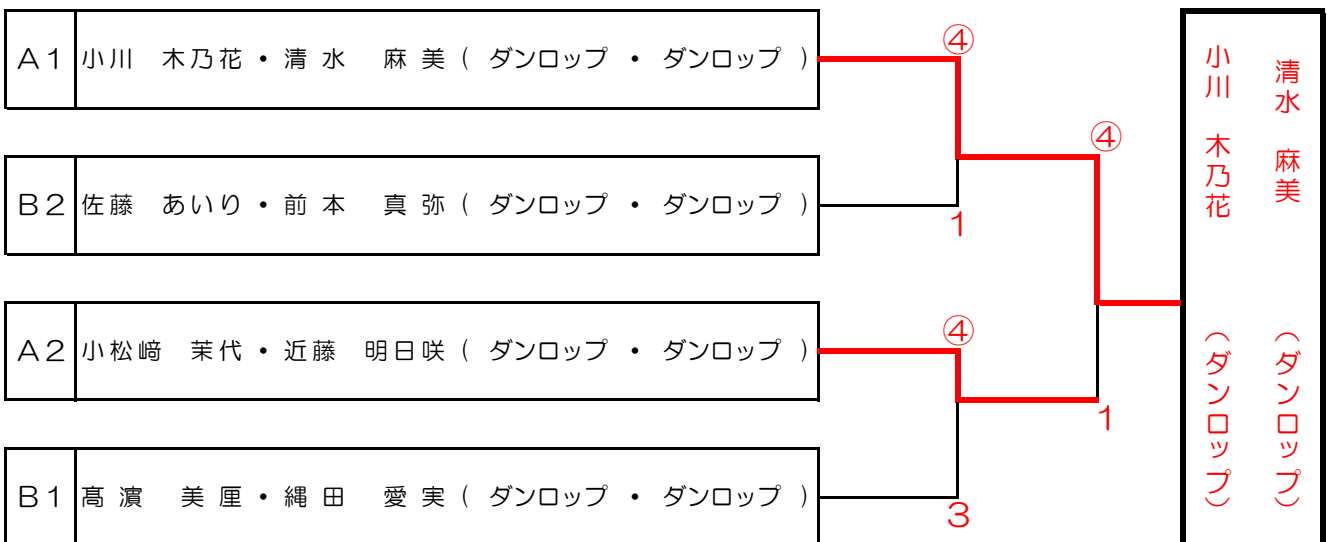 A1 小川 木乃花・清水 麻美( ダンロップ ・ ダンロップ )
④
B2 佐藤 あいり・前本 真弥( ダンロップ ・ ダンロップ )
1
④
A2 小松﨑 茉代・近藤 明日咲( ダンロップ ・ ダンロップ )
④
B1 髙濵 美厘・縄田 愛実( ダンロップ ・ ダンロップ )
3
1
清水 麻美 (ダンロップ)
小川 木乃花 (ダンロップ)